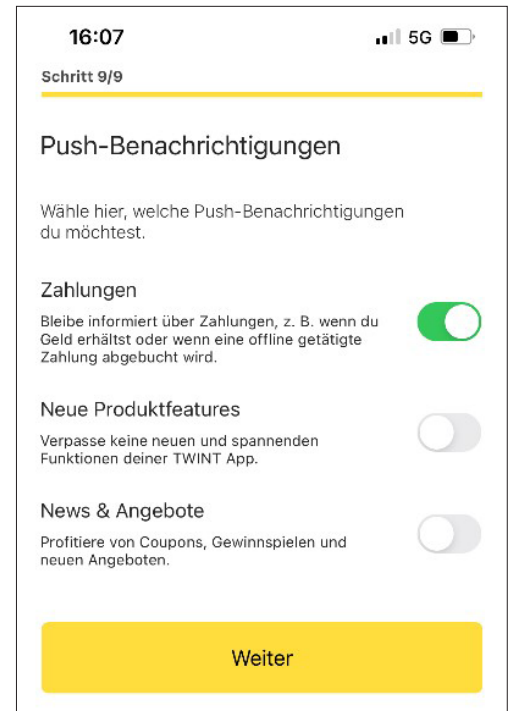 16:07
5G
Schritt 9/9
Push-Benachrichtigungen
Wähle hier, welche Push-Benachrichtigungen
du möchtest.
Zahlungen
Bleibe informiert über Zahlungen, z. B. wenn du
Geld erhältst oder wenn eine offline getätigte
Zahlung abgebucht wird.
Neue Produktfeatures
Verpasse keine neuen und spannenden
Funktionen deiner TWINT App.
News & Angebote
Profitiere von Coupons, Gewinnspielen und
neuen Angeboten.
Weiter